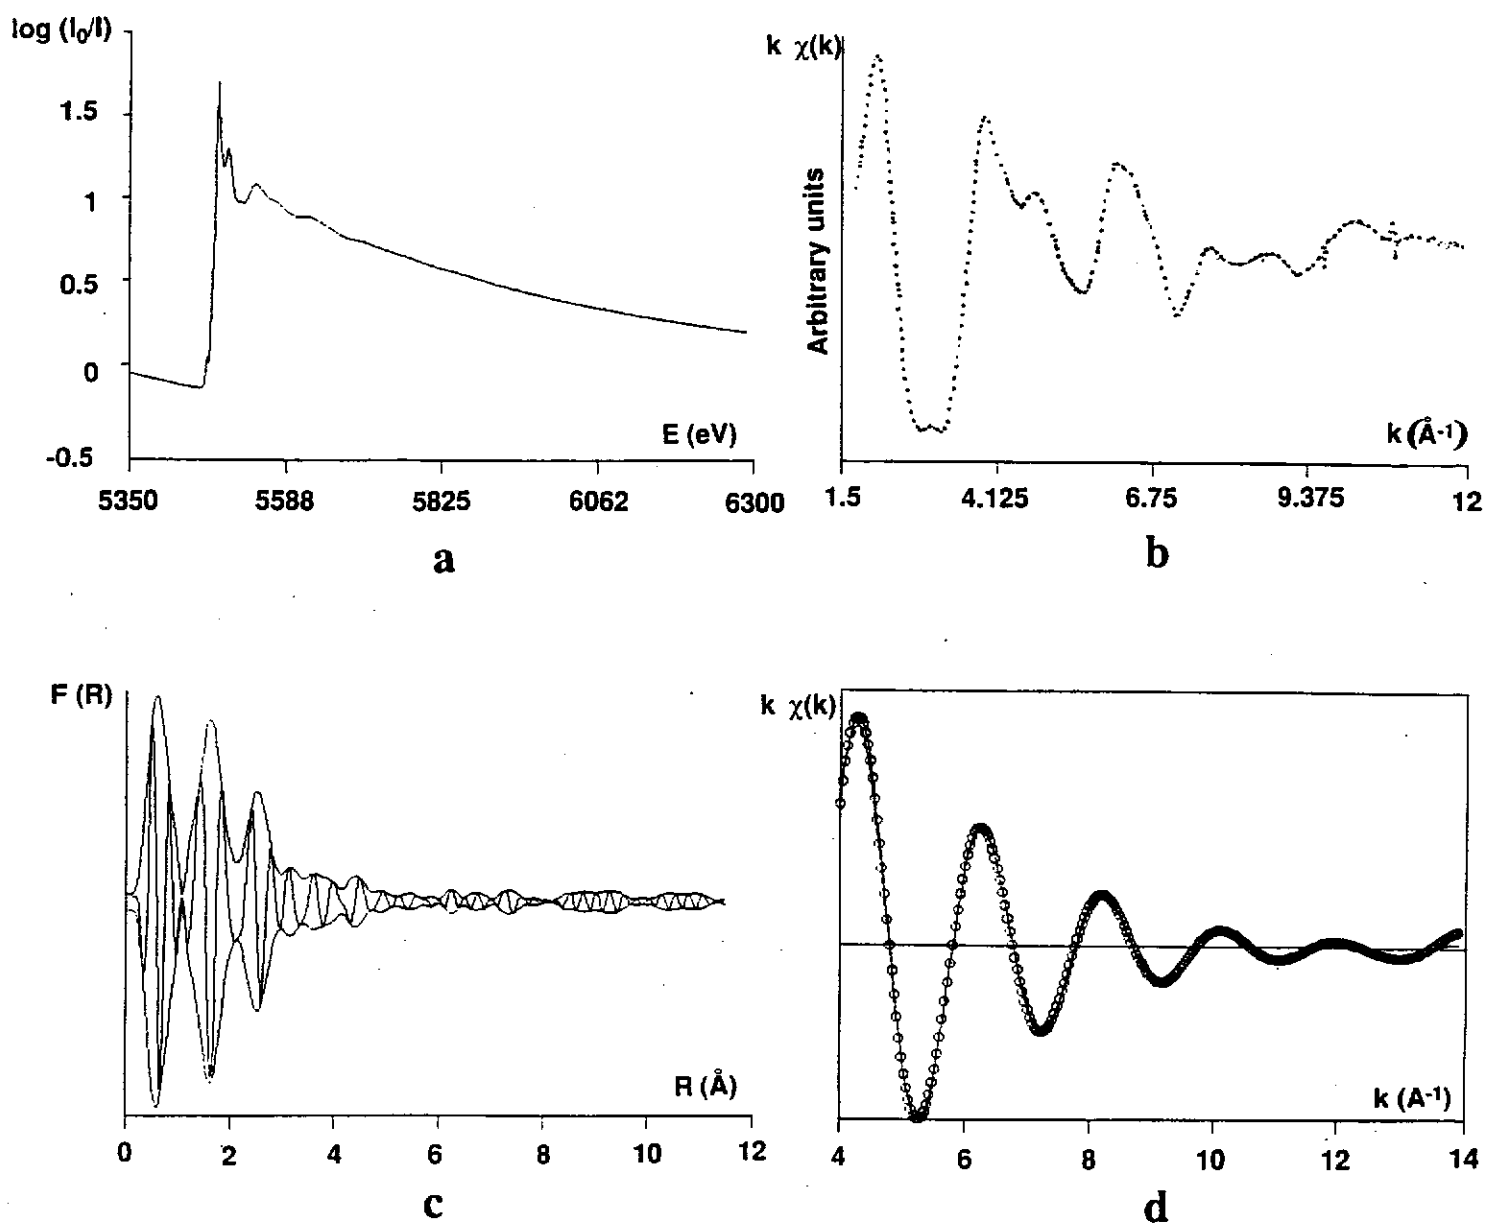 log (I₀/I)
1.5
1
0.5
0
-0.5
E (eV)
5350 5588 5825 6062 6300
a
k χ(k)
Arbitrary units
k (Å-1)
1.5 4.125 6.75 9.375 12
b
F (R)
R (Å)
0 2 4 6 8 10 12
c
k χ(k)
k (A-1)
4 6 8 10 12 14
d